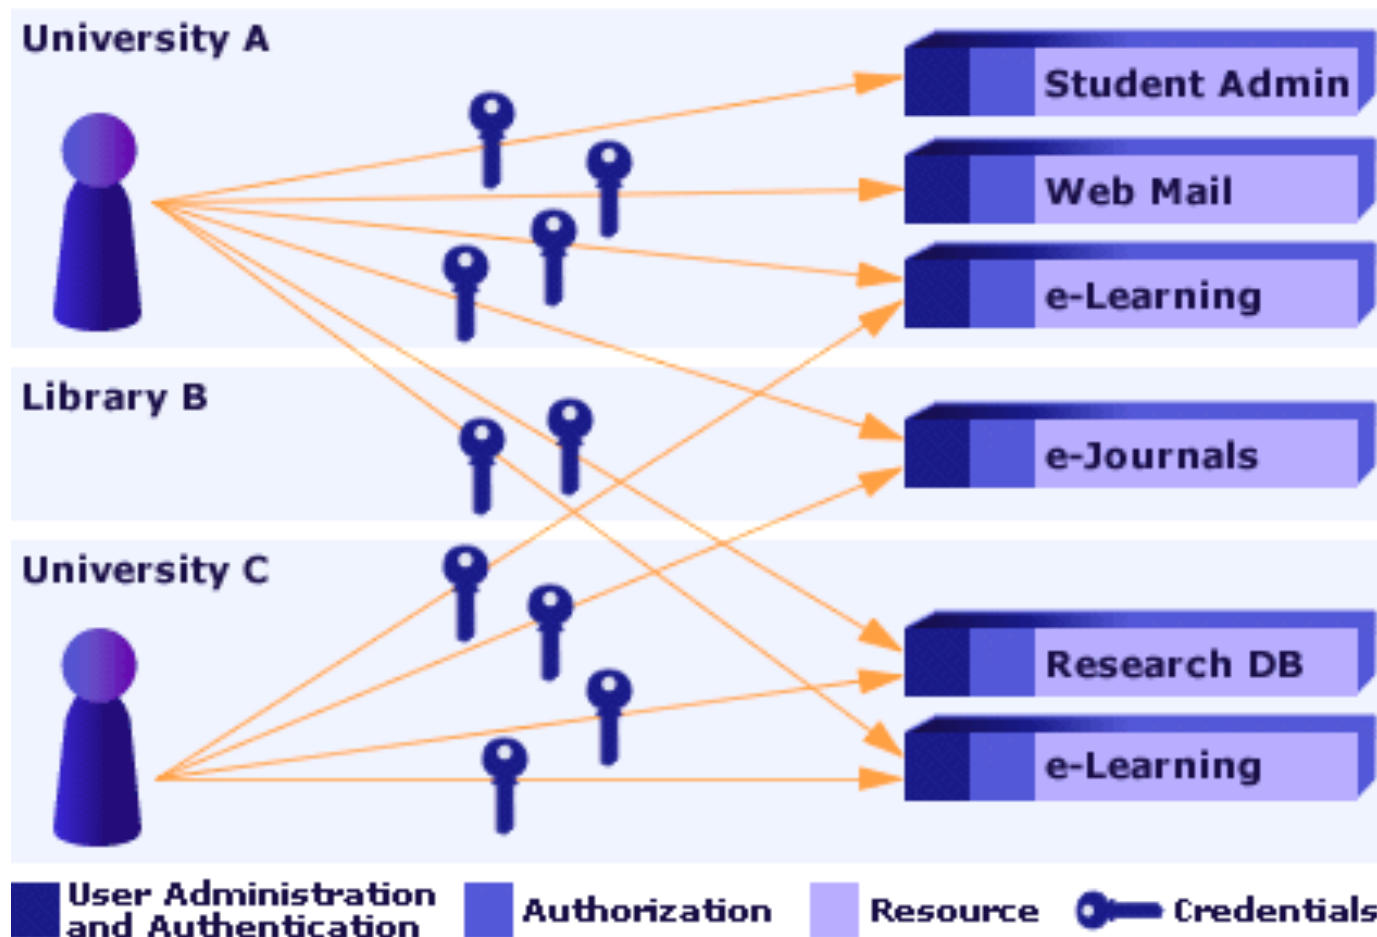 University A
Student Admin
Web Mail
e-Learning
Library B
e-Journals
University C
Research DB
e-Learning
User Administration
and Authentication
Authorization
Resource
Credentials